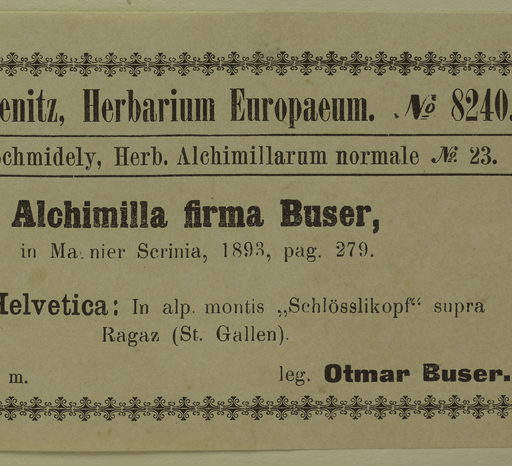 enitz, Herbarium Europaeum. № 8240.
chmidely, Herb. Alchimillarum normale №. 23.
Alchimilla firma Buser,
in Ma nier Scrinia, 1893, pag. 279.
Helvetica: In alp. montis „Schlösslikopf“ supra
Ragaz (St. Gallen).
m. leg. Otmar Buser.